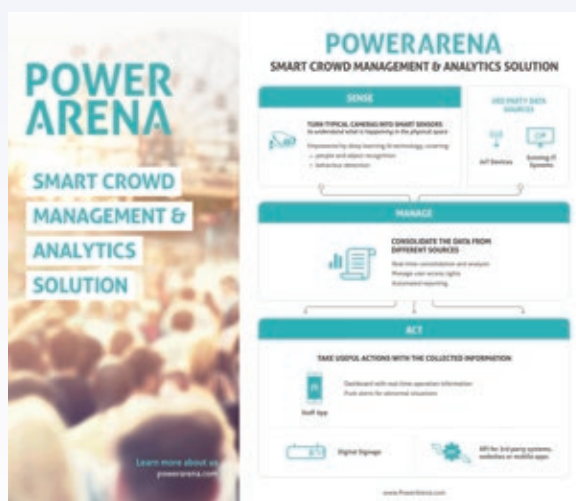 POWER
ARENA
SMART CROWD
MANAGEMENT &
ANALYTICS
SOLUTION
Learn more about us
powerarena.com
POWERARENA
SMART CROWD MANAGEMENT & ANALYTICS SOLUTION
SENSE
TURN TYPICAL CAMERAS INTO SMART SENSORS
to understand what is happening in the physical space
Empowered by deep learning AI technology, covering
people and object recognition
behaviour detection
3RD PARTY DATA
SOURCES
IoT Devices
Existing IT
Systems
MANAGE
CONSOLIDATE THE DATA FROM
DIFFERENT SOURCES
Real-time consolidation and analysis
Manage user access rights
Automated reporting
ACT
TAKE USEFUL ACTIONS WITH THE COLLECTED INFORMATION
Dashboard with real-time operation information
Push alerts for abnormal situations
Staff App
Digital Signage
API for 3rd party systems,
websites or mobile apps
www.PowerArena.com